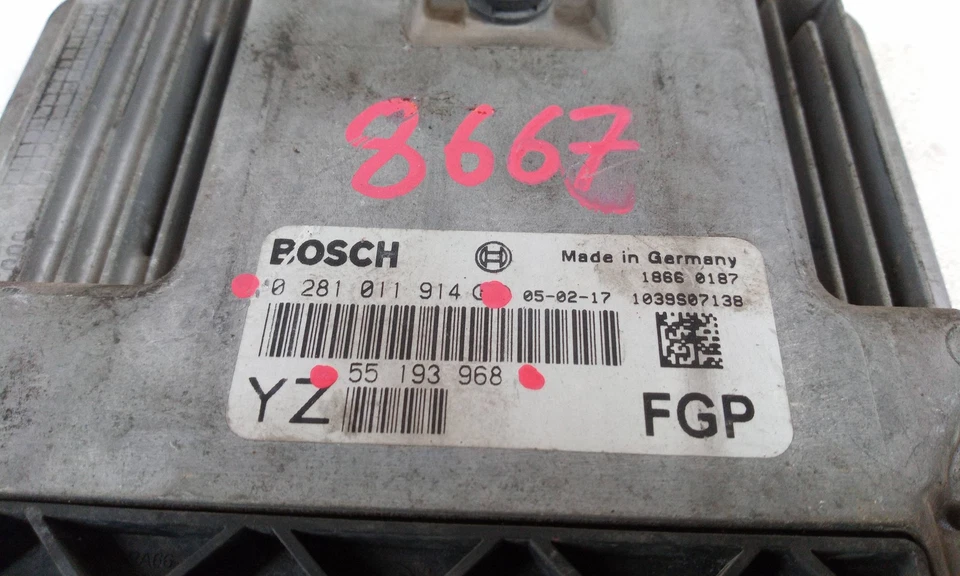 8667
BOSCH Made in Germany
1866 0187
0 281 011 914 05-02-17 1039S07138
55 193 968
YZ FGP